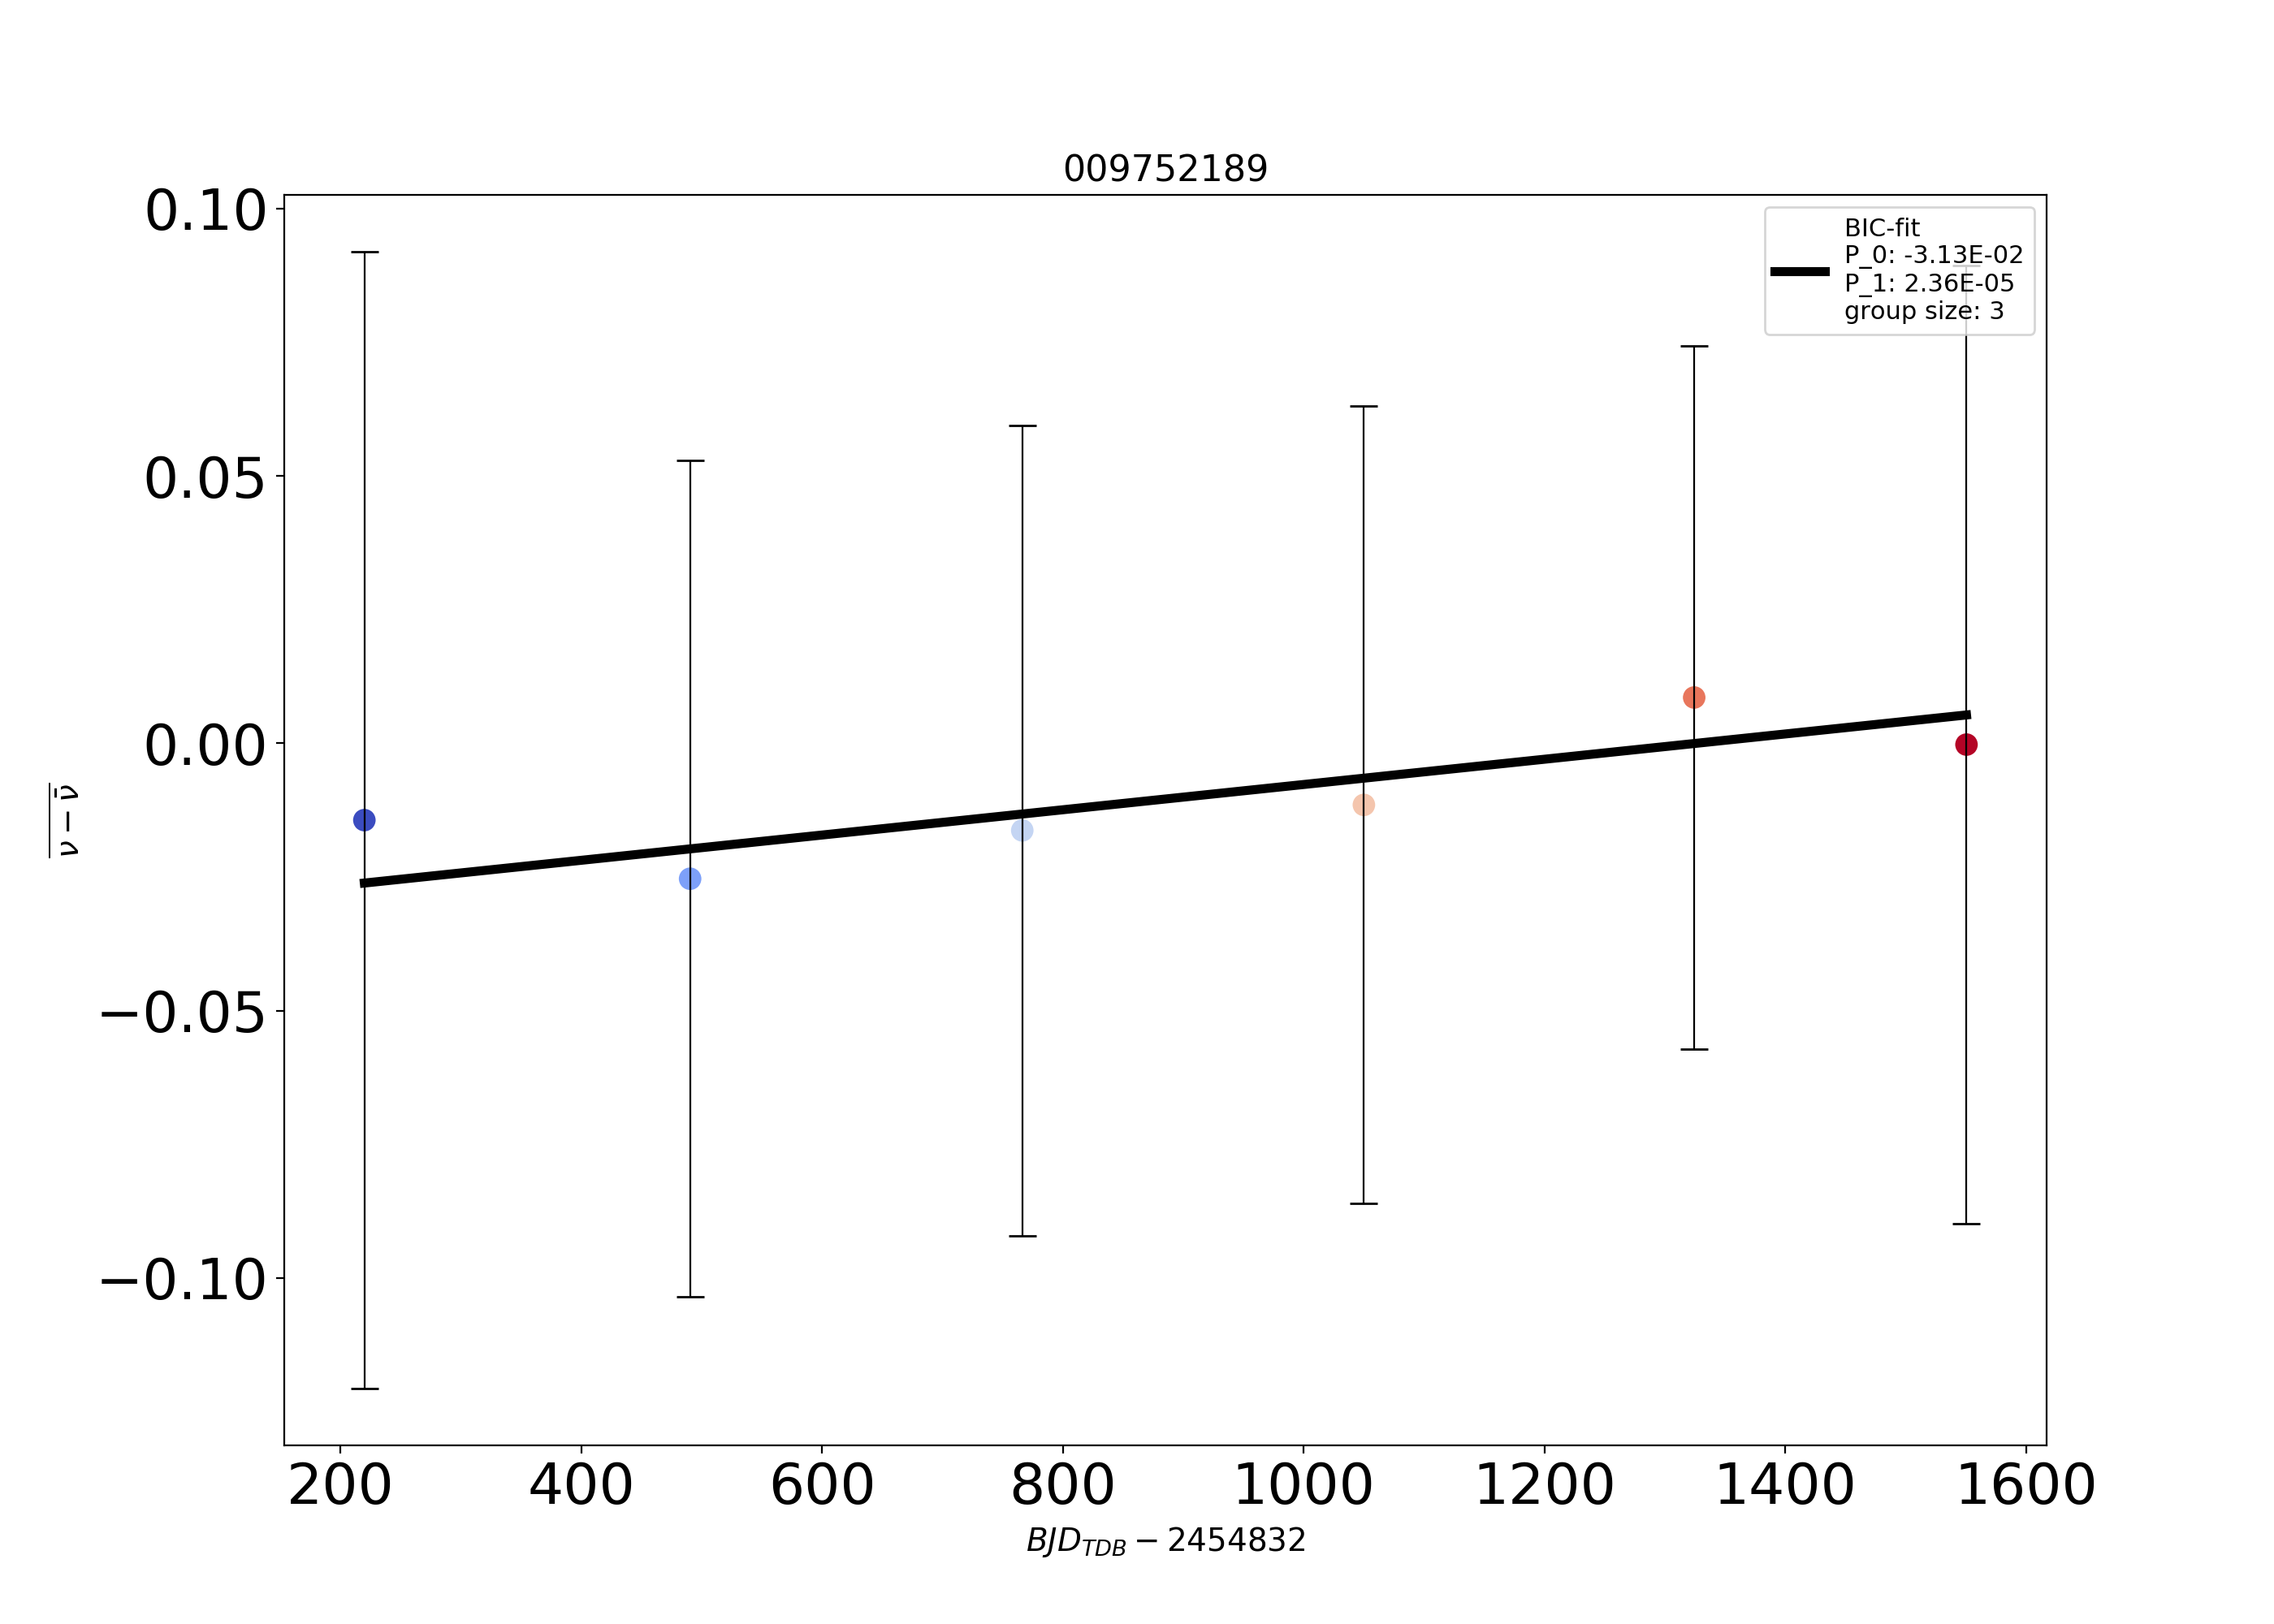 009752189
0.10
0.05
0.00
−0.05
−0.10
ν − ν̄
BIC-fit
P_0: -3.13E-02
P_1: 2.36E-05
group size: 3
200 400 600 800 1000 1200 1400 1600
BJD_TDB − 2454832